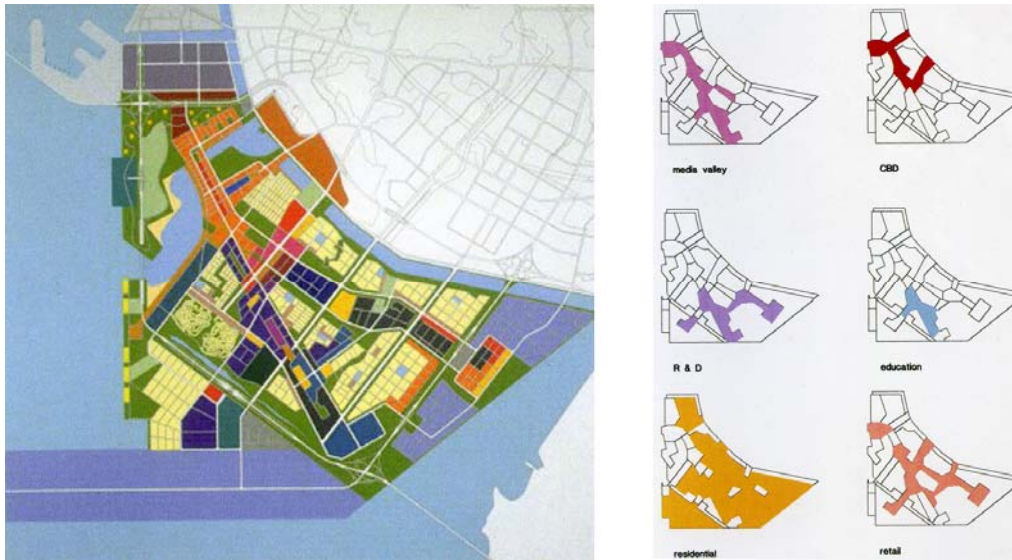 media valley
CBD
R & D
education
residential
retail